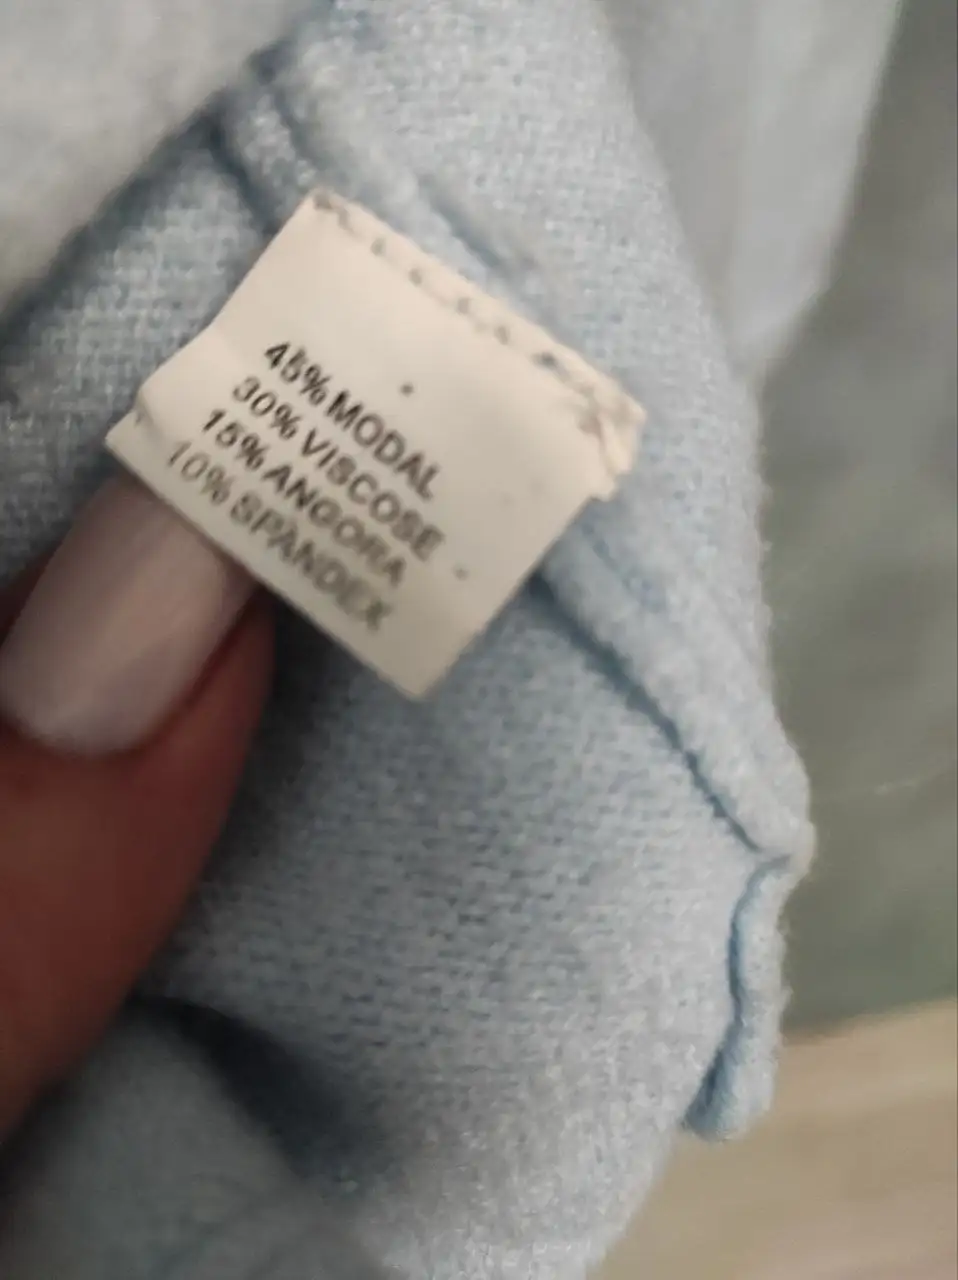 45% MODAL
30% VISCOSE
15% ANGORA
10% SPANDEX